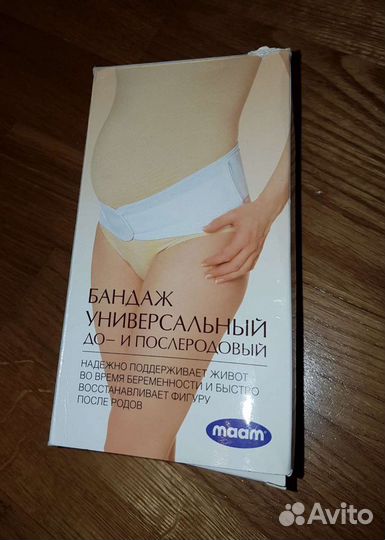 БАНДАЖ
УНИВЕРСАЛЬНЫЙ
ДО– И ПОСЛЕРОДОВЫЙ
НАДЕЖНО ПОДДЕРЖИВАЕТ ЖИВОТ
ВО ВРЕМЯ БЕРЕМЕННОСТИ И БЫСТРО
ВОССТАНАВЛИВАЕТ ФИГУРУ
ПОСЛЕ РОДОВ
maam
Avito